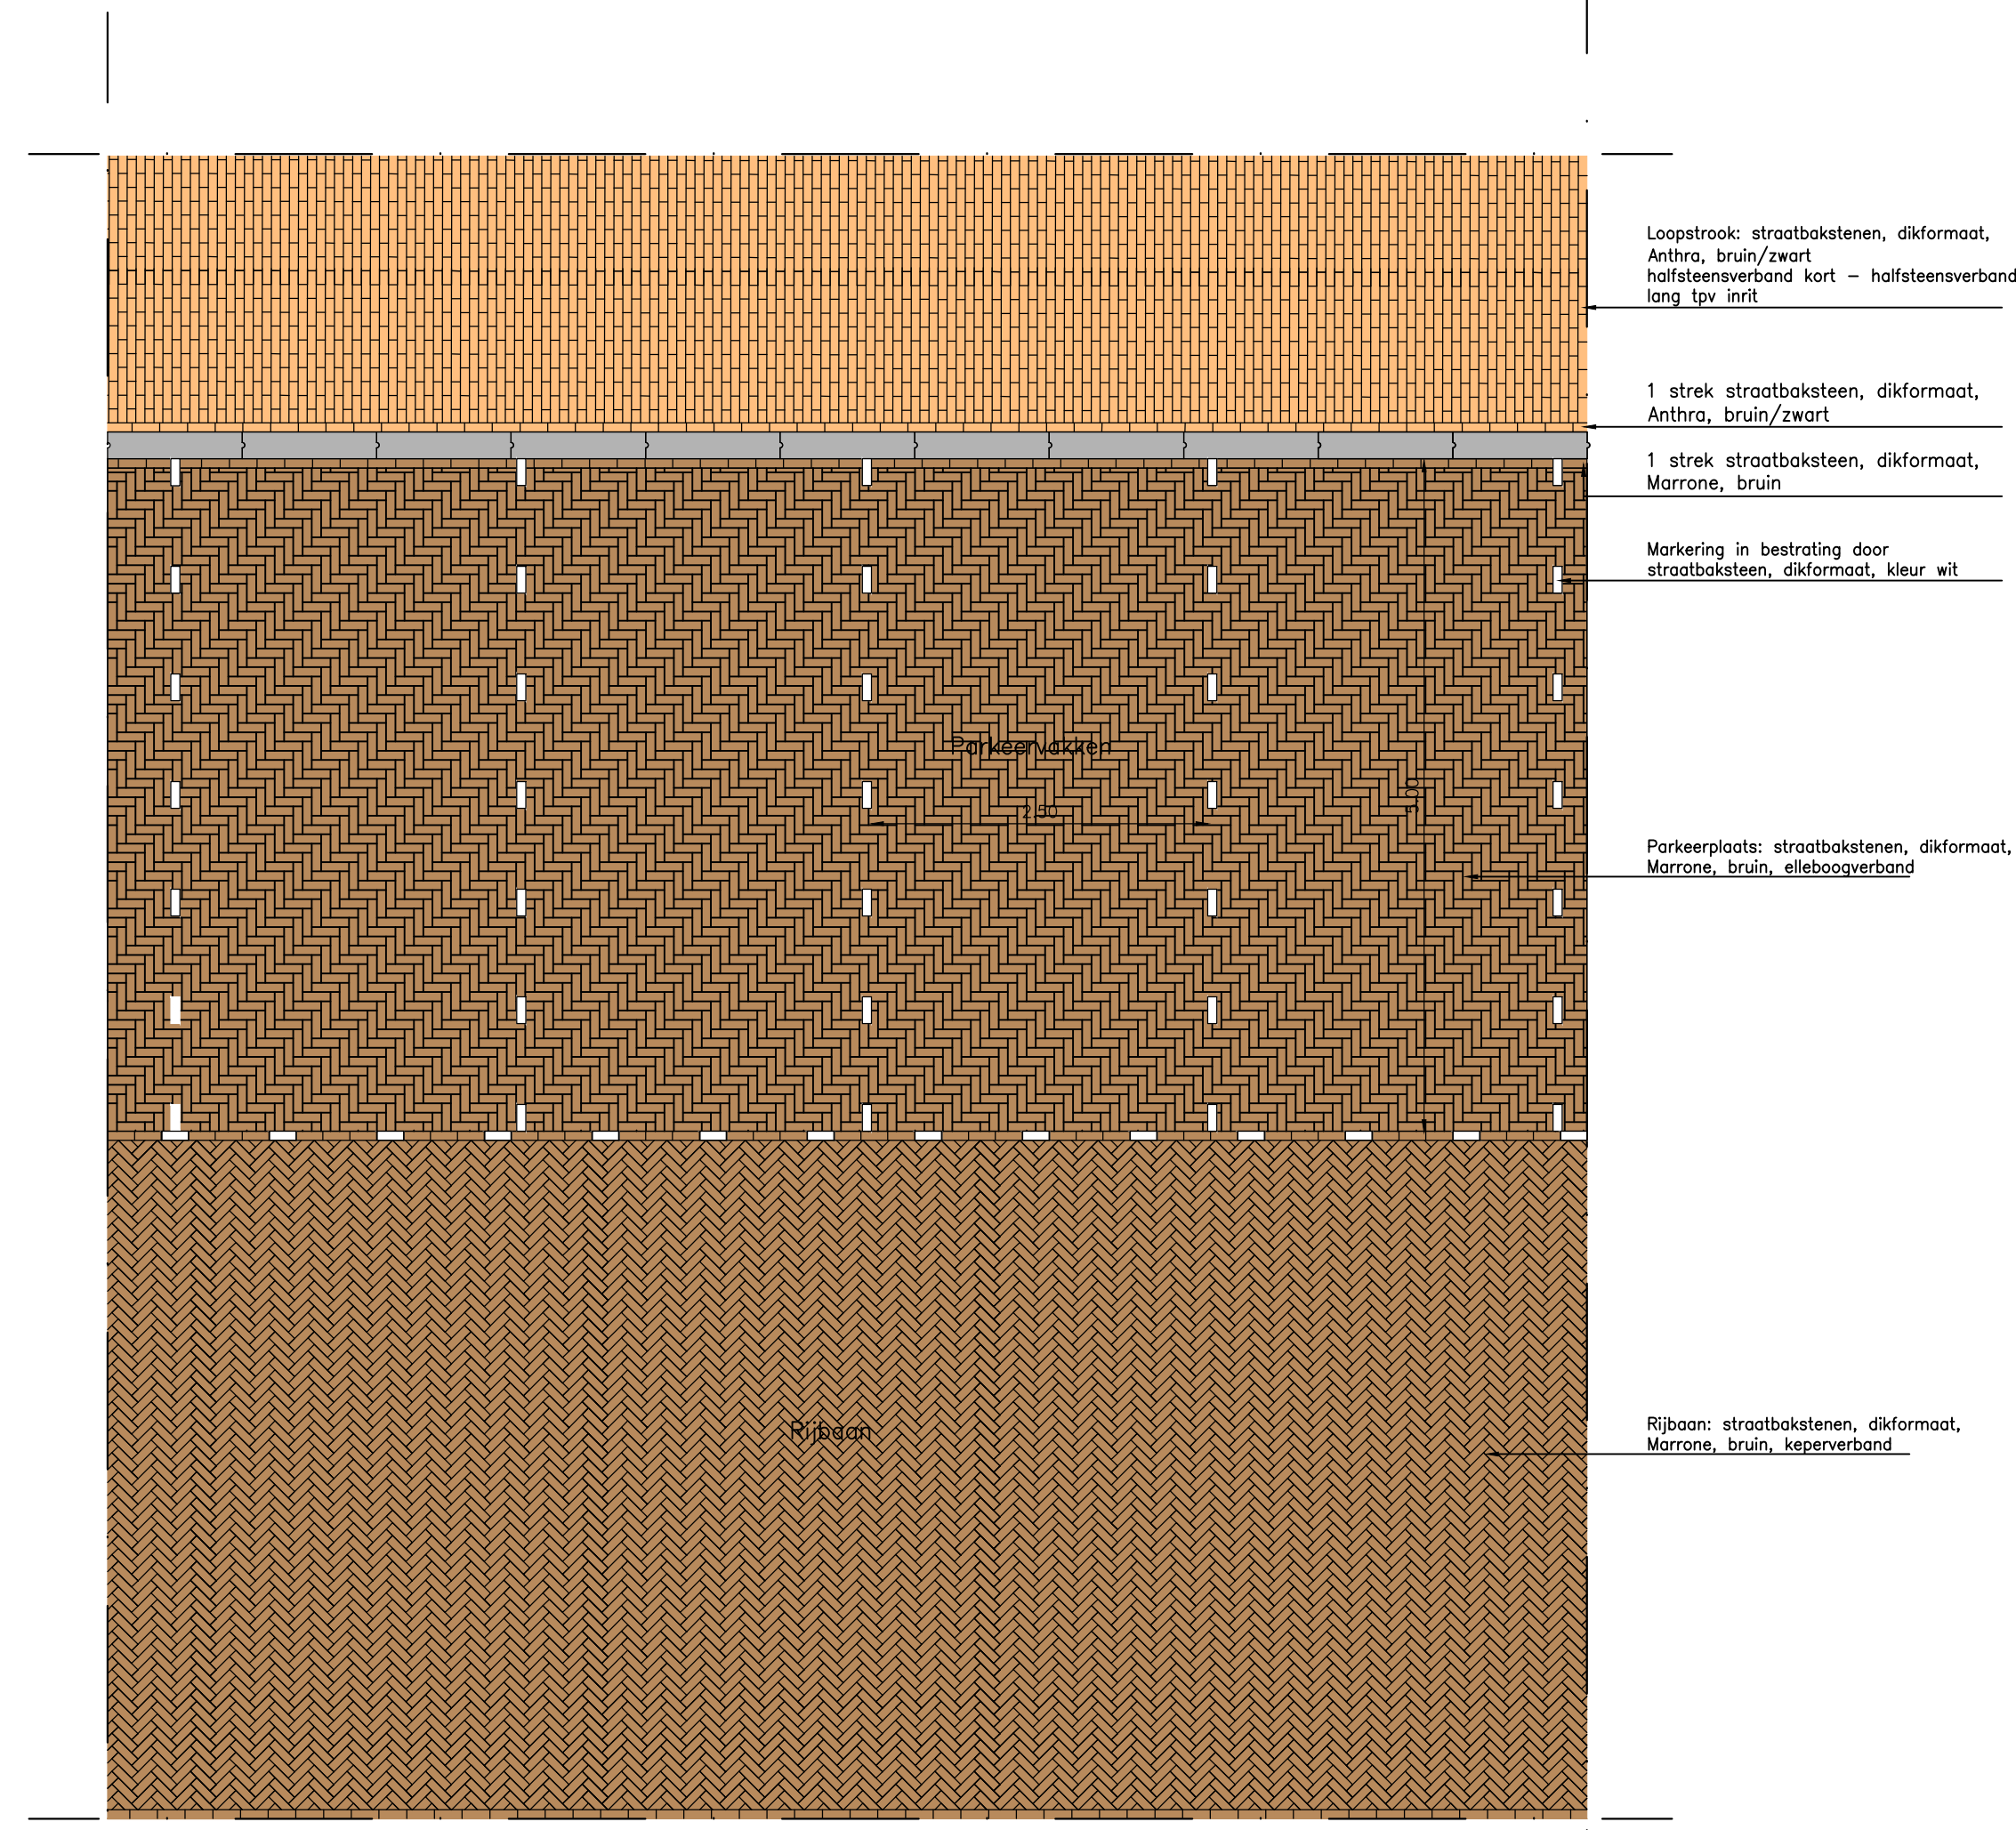 Loopstrook: straatbakstenen, dikformaat,
Anthra, bruin/zwart
halfsteensverband kort – halfsteensverband
lang tpv inrit
1 strek straatbaksteen, dikformaat,
Anthra, bruin/zwart
1 strek straatbaksteen, dikformaat,
Marrone, bruin
Markering in bestrating door
straatbaksteen, dikformaat, kleur wit
Parkeervakken
2.50
5.00
Parkeerplaats: straatbakstenen, dikformaat,
Marrone, bruin, elleboogverband
Rijbaan
Rijbaan: straatbakstenen, dikformaat,
Marrone, bruin, keperverband